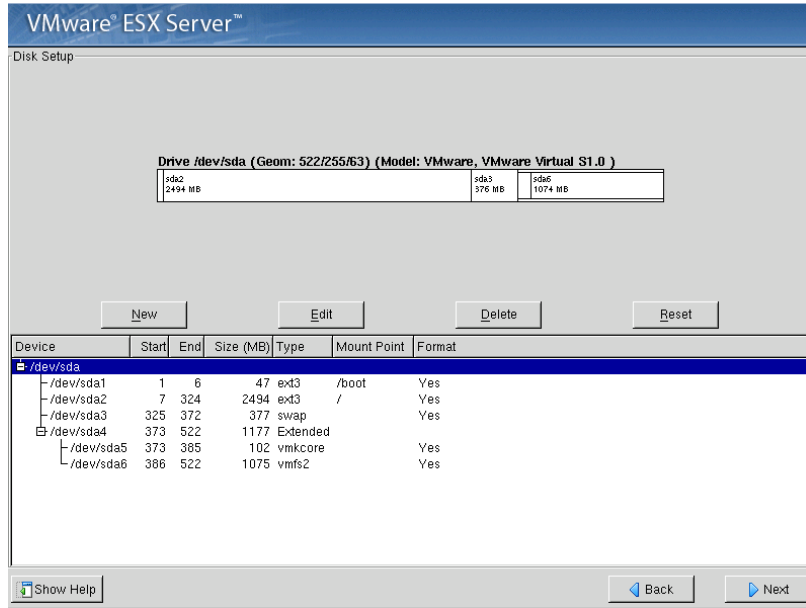 VMware® ESX Server™
Disk Setup
Drive /dev/sda (Geom: 522/255/63) (Model: VMware, VMware Virtual S1.0 )
sda2 sda3 sda6
2494 MB 376 MB 1074 MB
New Edit Delete Reset
Device Start End Size (MB) Type Mount Point Format
/dev/sda
/dev/sda1 1 6 47 ext3 /boot Yes
/dev/sda2 7 324 2494 ext3 / Yes
/dev/sda3 325 372 377 swap Yes
/dev/sda4 373 522 1177 Extended
/dev/sda5 373 385 102 vmkcore Yes
/dev/sda6 386 522 1075 vmfs2 Yes
Show Help Back Next